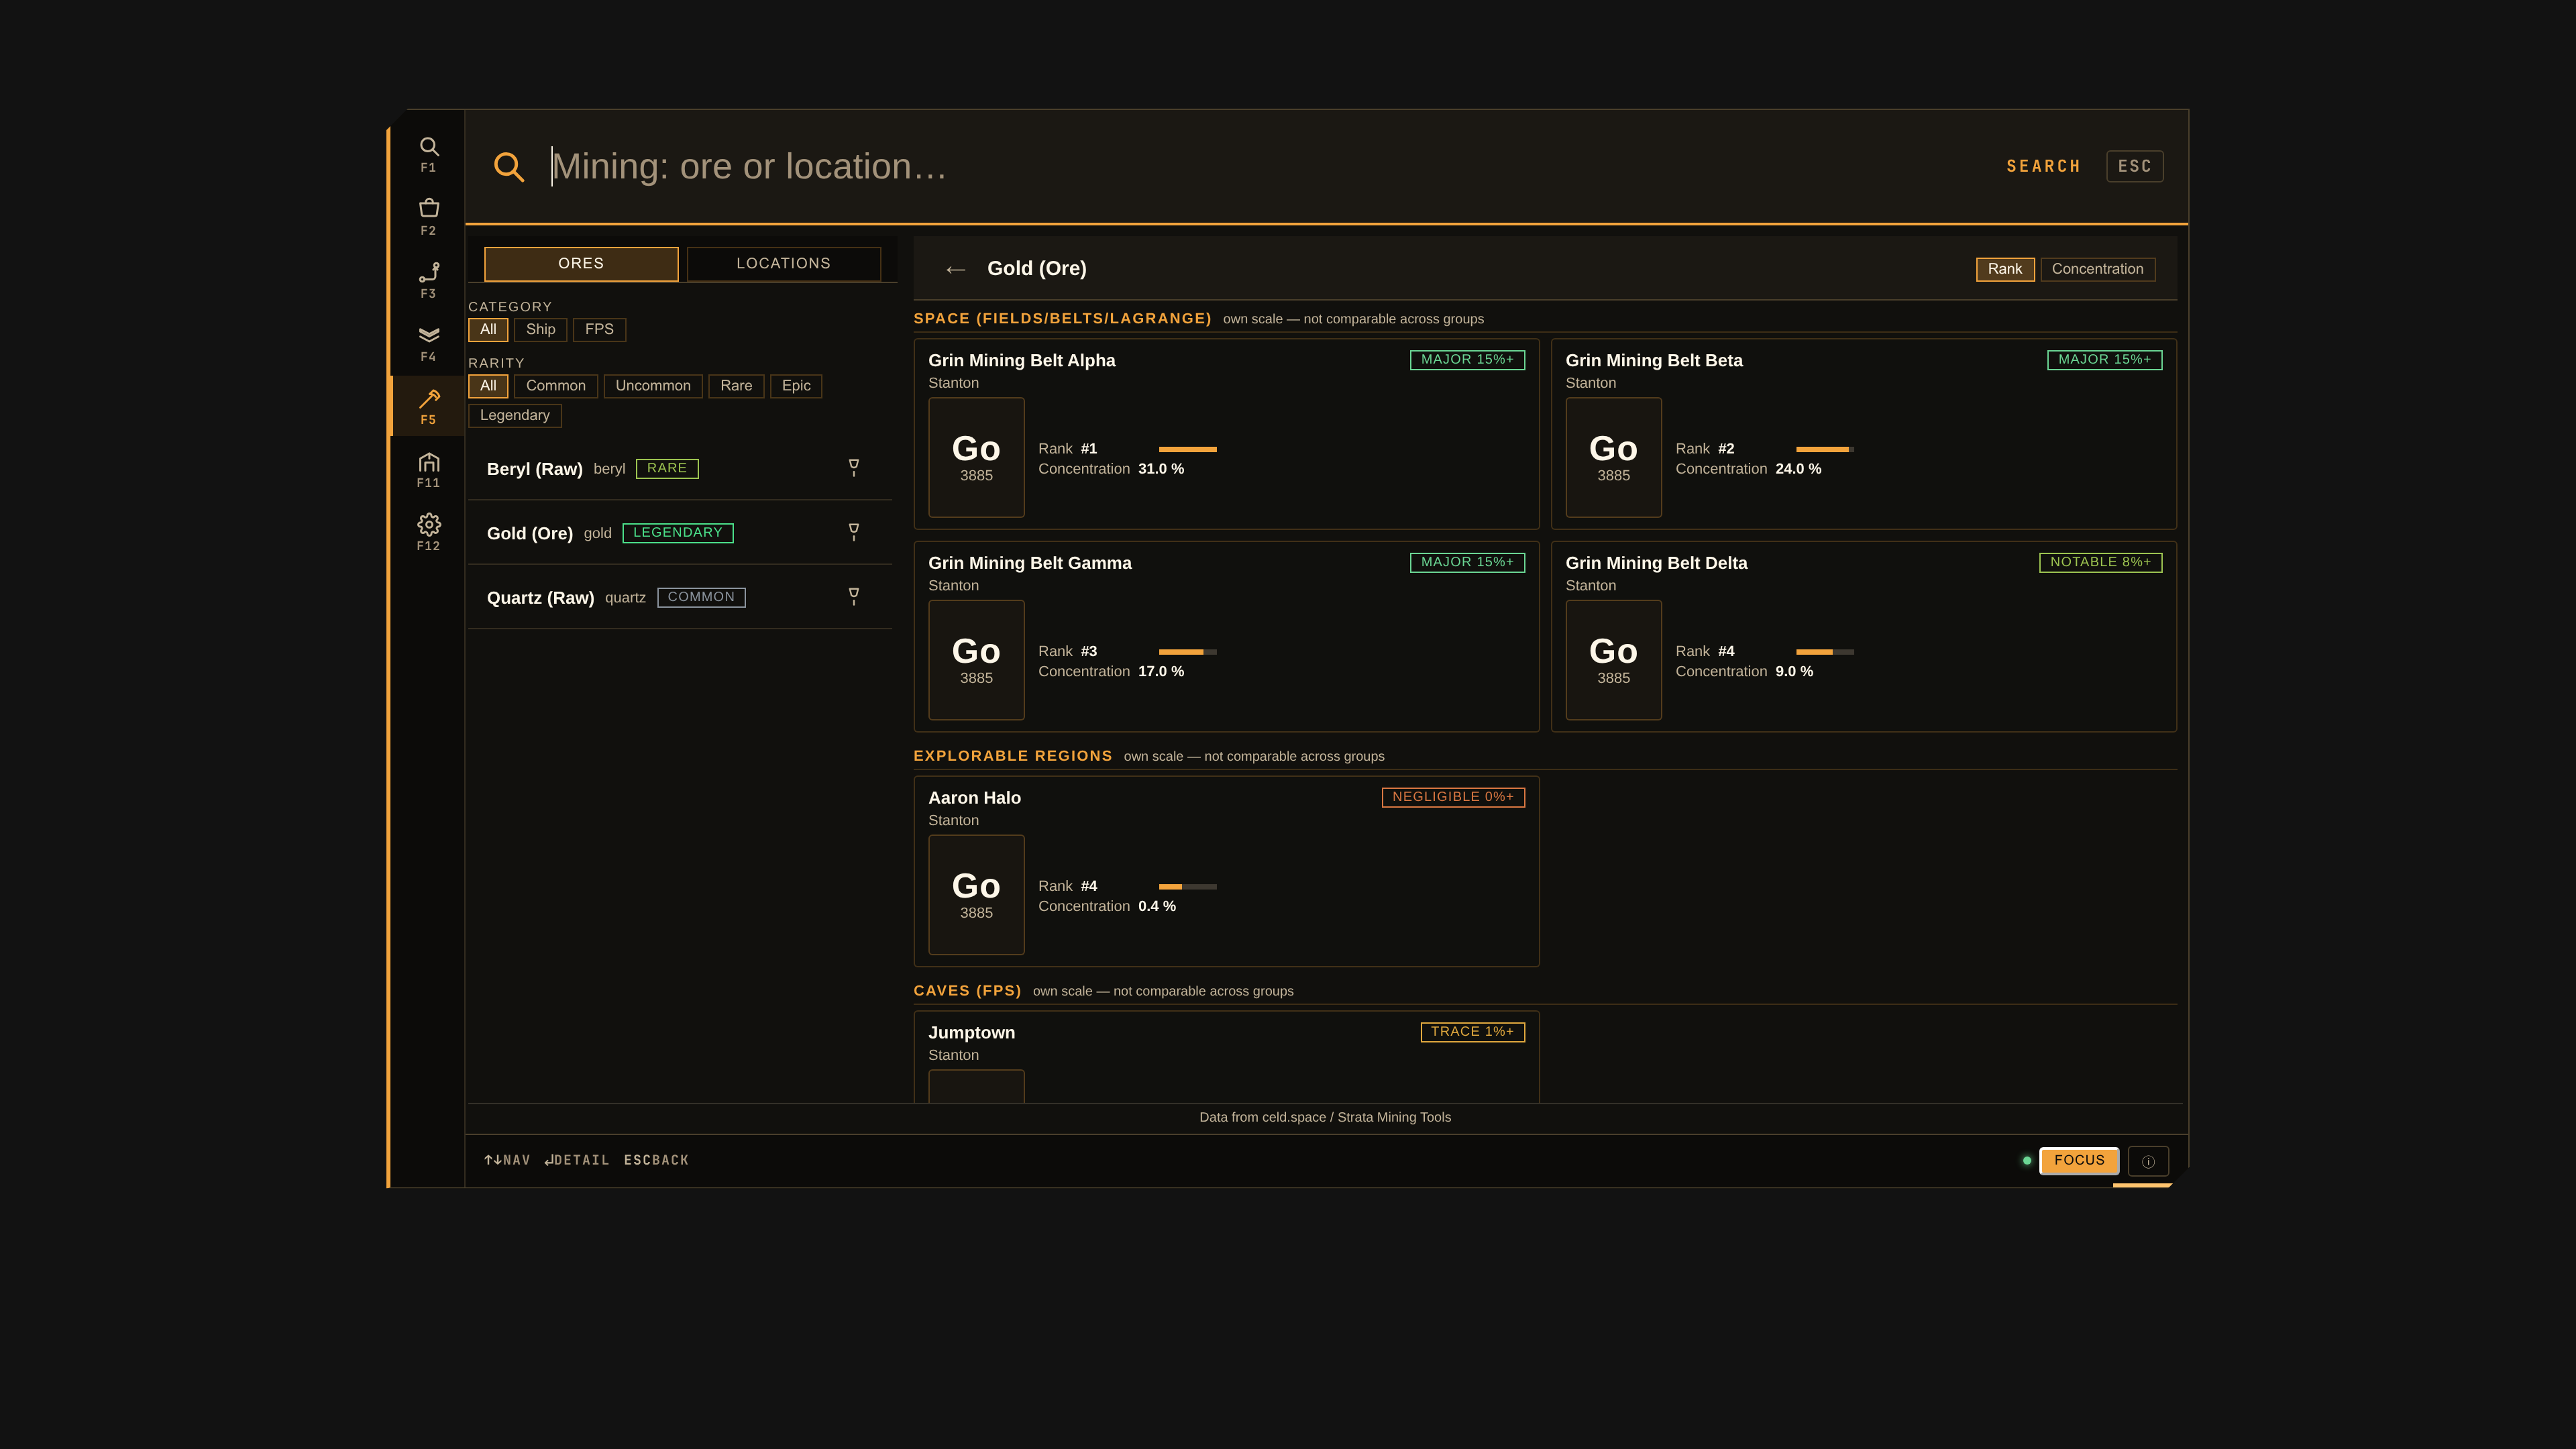 F1
F2
F3
F4
F5
F11
F12
Mining: ore or location…
SEARCH
ESC
ORES
LOCATIONS
CATEGORY
All Ship FPS
RARITY
All Common Uncommon Rare Epic
Legendary
Beryl (Raw) beryl RARE
Gold (Ore) gold LEGENDARY
Quartz (Raw) quartz COMMON
← Gold (Ore)
Rank Concentration
SPACE (FIELDS/BELTS/LAGRANGE) own scale — not comparable across groups
Grin Mining Belt Alpha MAJOR 15%+
Stanton
Go
3885
Rank #1
Concentration 31.0 %
Grin Mining Belt Beta MAJOR 15%+
Stanton
Go
3885
Rank #2
Concentration 24.0 %
Grin Mining Belt Gamma MAJOR 15%+
Stanton
Go
3885
Rank #3
Concentration 17.0 %
Grin Mining Belt Delta NOTABLE 8%+
Stanton
Go
3885
Rank #4
Concentration 9.0 %
EXPLORABLE REGIONS own scale — not comparable across groups
Aaron Halo NEGLIGIBLE 0%+
Stanton
Go
3885
Rank #4
Concentration 0.4 %
CAVES (FPS) own scale — not comparable across groups
Jumptown TRACE 1%+
Stanton
Data from celd.space / Strata Mining Tools
↑↓NAV ↲DETAIL ESCBACK
FOCUS ⓘ